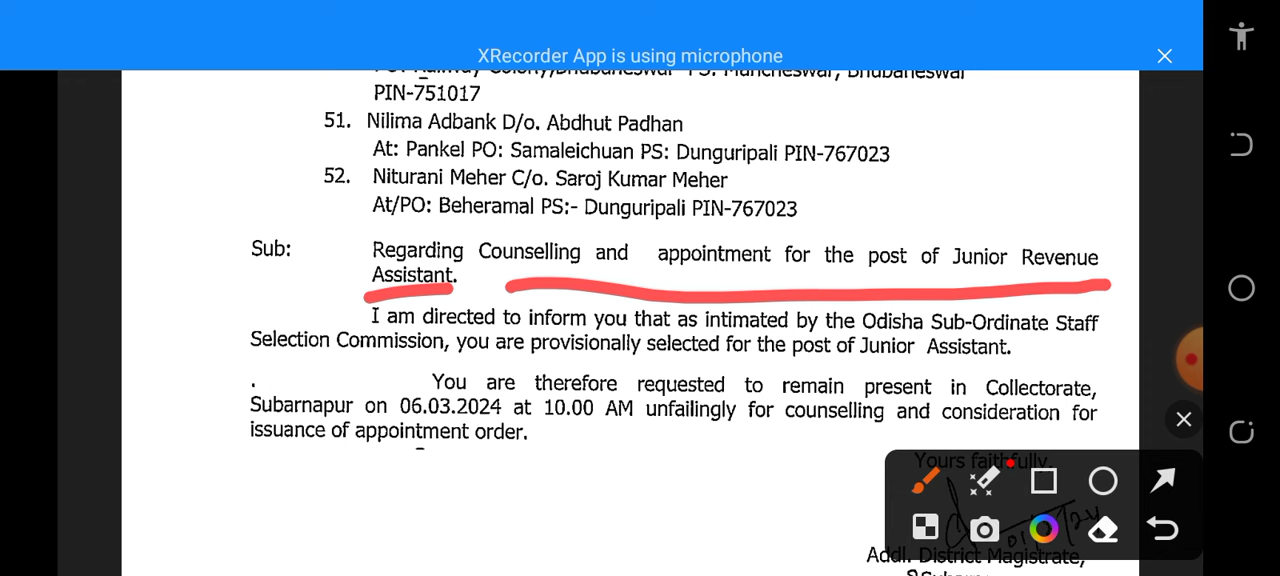 XRecorder App is using microphone
PIN-751017
51. Nilima Adbank D/o. Abdhut Padhan
At: Pankel PO: Samaleichuan PS: Dunguripali PIN-767023
52. Niturani Meher C/o. Saroj Kumar Meher
At/PO: Beheramal PS:- Dunguripali PIN-767023
Sub: Regarding Counselling and appointment for the post of Junior Revenue
Assistant.
I am directed to inform you that as intimated by the Odisha Sub-Ordinate Staff
Selection Commission, you are provisionally selected for the post of Junior Assistant.
You are therefore requested to remain present in Collectorate,
Subarnapur on 06.03.2024 at 10.00 AM unfailingly for counselling and consideration for
issuance of appointment order.
Yours faithfully,
Addl. District Magistrate,